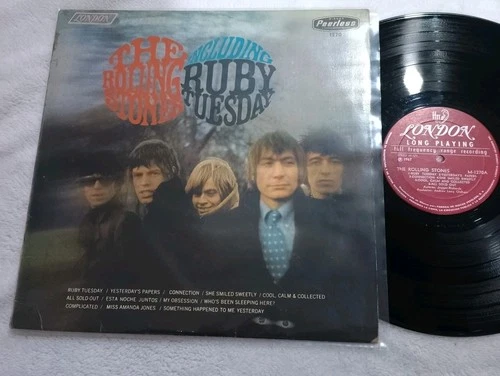 LONDON
Peerless
THE
ROLLING
STONES
INCLUDING
RUBY
TUESDAY
RUBY TUESDAY / YESTERDAY'S PAPERS / CONNECTION / SHE SMILED SWEETLY / COOL, CALM & COLLECTED
ALL SOLD OUT / ESTA NOCHE JUNTOS / MY OBSESSION / WHO'S BEEN SLEEPING HERE?
COMPLICATED / MISS AMANDA JONES / SOMETHING HAPPENED TO ME YESTERDAY
LONDON
LONG PLAYING
full frequency range recording
THE ROLLING STONES